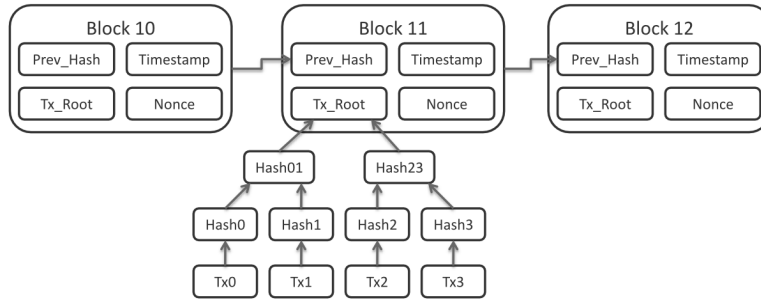 Block 10 Block 11 Block 12
Prev_Hash Timestamp Prev_Hash Timestamp Prev_Hash Timestamp
Tx_Root Nonce Tx_Root Nonce Tx_Root Nonce
Hash01 Hash23
Hash0 Hash1 Hash2 Hash3
Tx0 Tx1 Tx2 Tx3